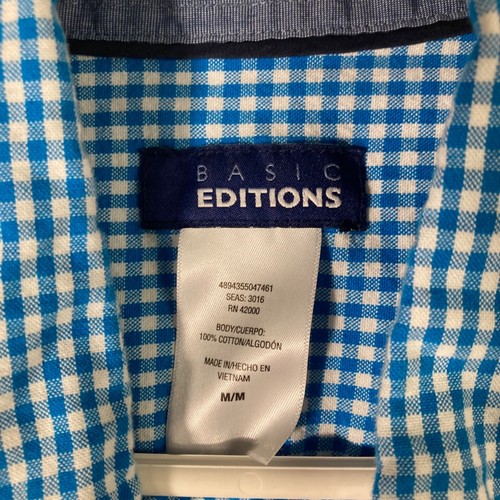 BASIC
EDITIONS
4894355047461
SEAS: 3016
RN 42000
BODY/CUERPO:
100% COTTON/ALGODÓN
MADE IN/HECHO EN
VIETNAM
M/M